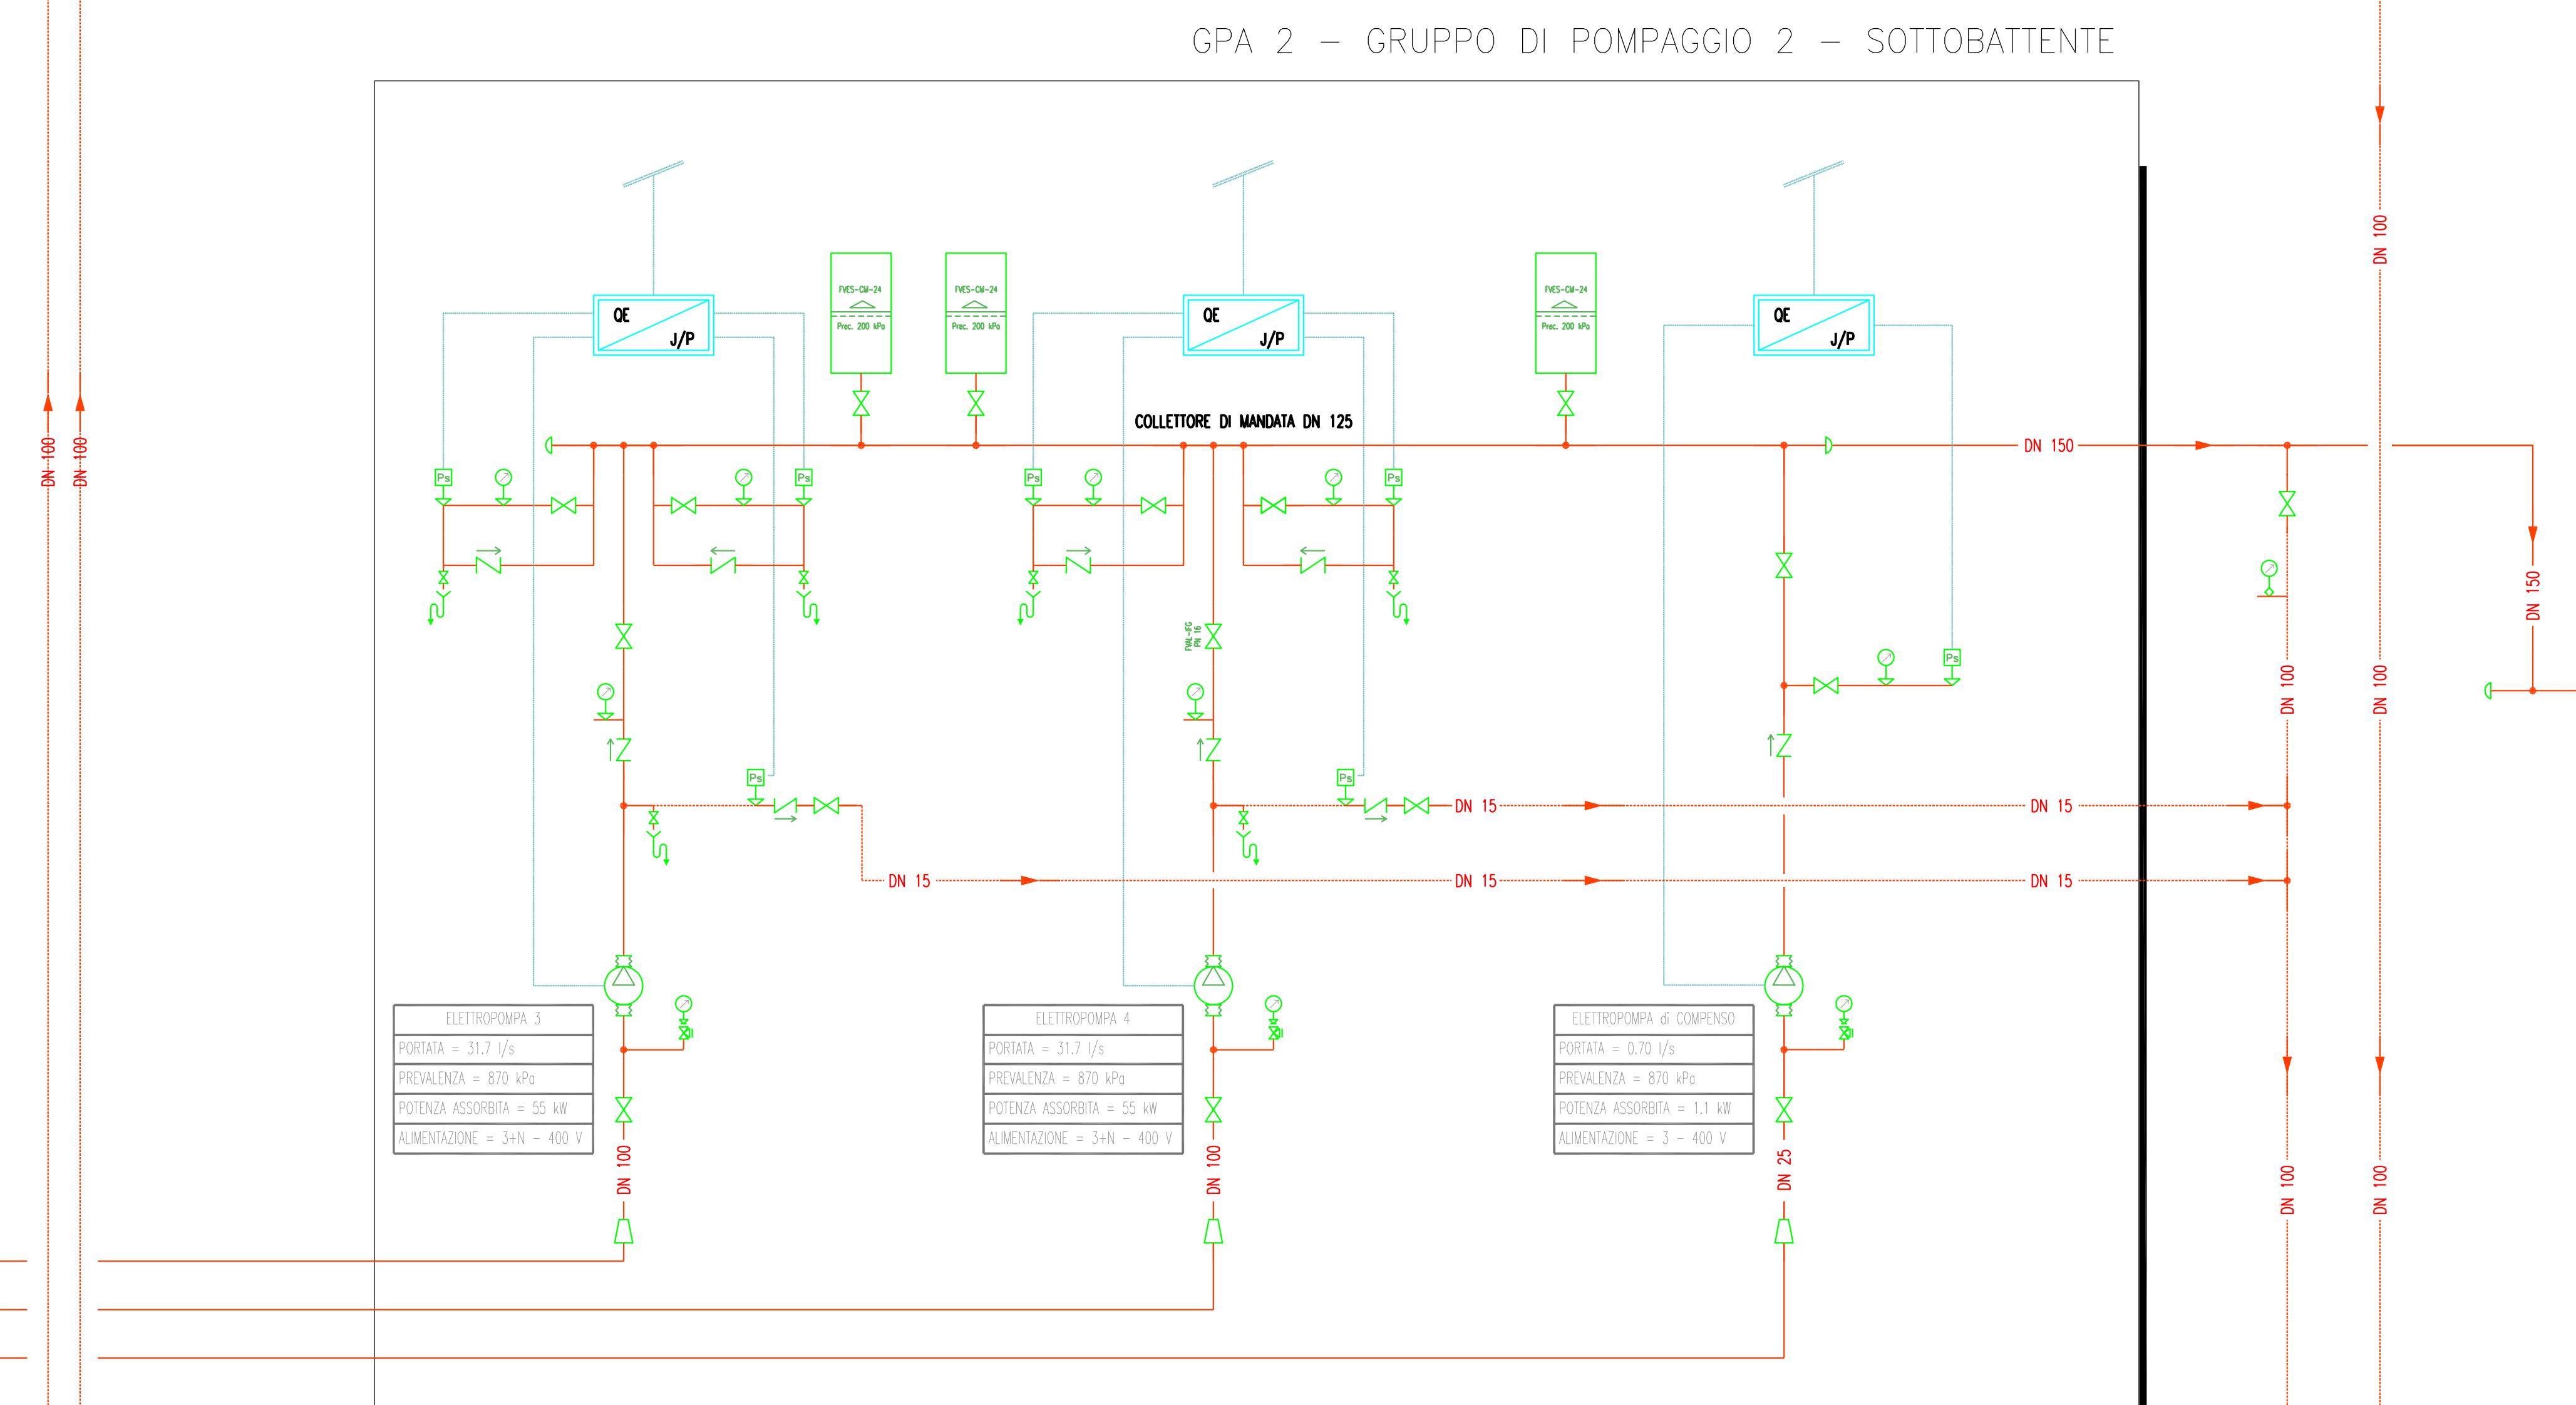 GPA 2 - GRUPPO DI POMPAGGIO 2 - SOTTOBATTENTE
DN 100
DN 100
DN 100
QE
J/P
FVES-CM-24
Prec. 200 kPa
FVES-CM-24
Prec. 200 kPa
QE
J/P
FVES-CM-24
Prec. 200 kPa
QE
J/P
COLLETTORE DI MANDATA DN 125
DN 150
Ps
Ps
Ps
Ps
DN 150
FVAL-IFG
PN 16
Ps
DN 100
DN 100
Ps
Ps
DN 15
DN 15
DN 15
DN 15
DN 15
ELETTROPOMPA 3
PORTATA = 31.7 l/s
PREVALENZA = 870 kPa
POTENZA ASSORBITA = 55 kW
ALIMENTAZIONE = 3+N - 400 V
ELETTROPOMPA 4
PORTATA = 31.7 l/s
PREVALENZA = 870 kPa
POTENZA ASSORBITA = 55 kW
ALIMENTAZIONE = 3+N - 400 V
ELETTROPOMPA di COMPENSO
PORTATA = 0.70 l/s
PREVALENZA = 870 kPa
POTENZA ASSORBITA = 1.1 kW
ALIMENTAZIONE = 3 - 400 V
DN 100
DN 100
DN 25
DN 100
DN 100